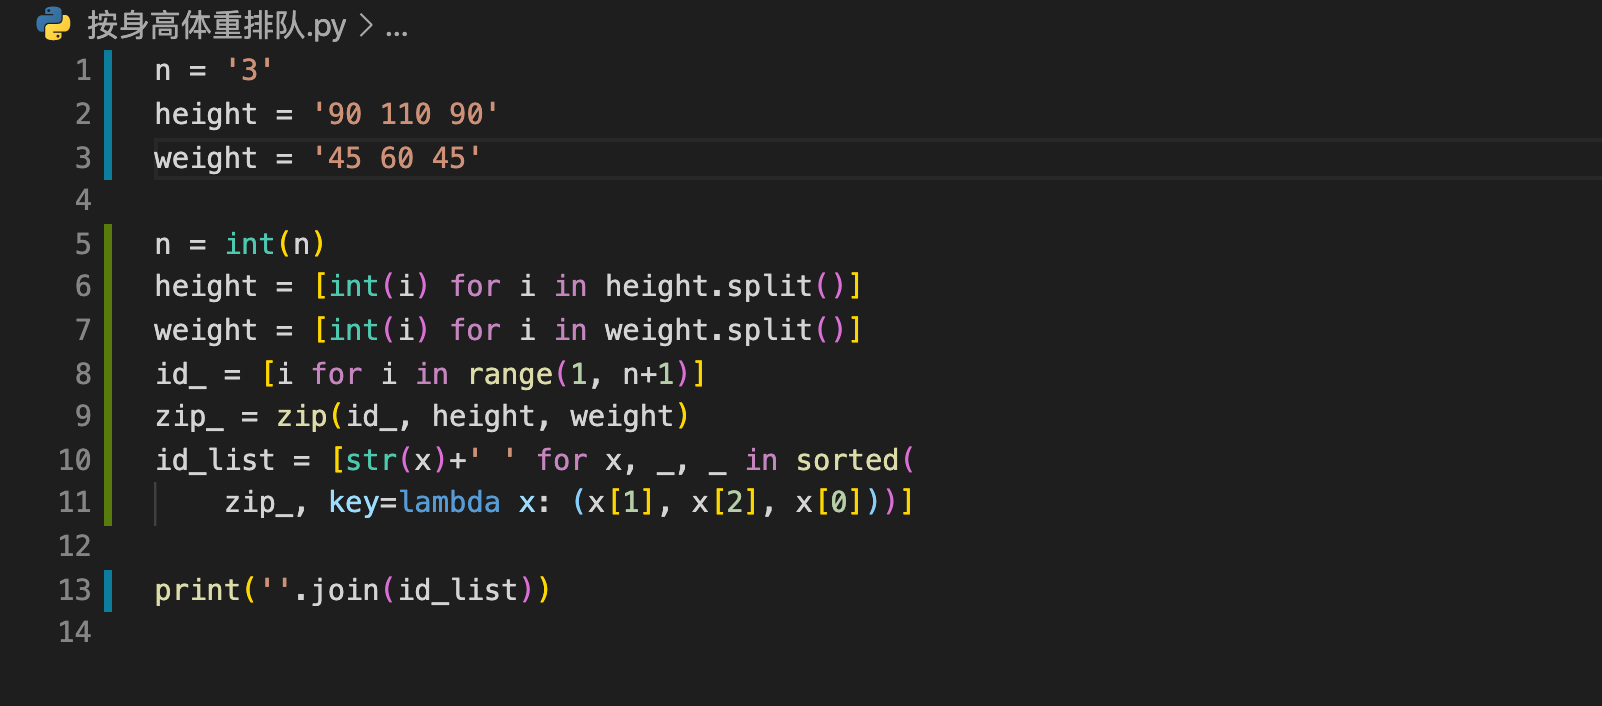 按身高体重排队.py > ...
1 n = '3'
2 height = '90 110 90'
3 weight = '45 60 45'
4
5 n = int(n)
6 height = [int(i) for i in height.split()]
7 weight = [int(i) for i in weight.split()]
8 id_ = [i for i in range(1, n+1)]
9 zip_ = zip(id_, height, weight)
10 id_list = [str(x)+' ' for x, _, _ in sorted(
11     zip_, key=lambda x: (x[1], x[2], x[0]))]
12
13 print(''.join(id_list))
14